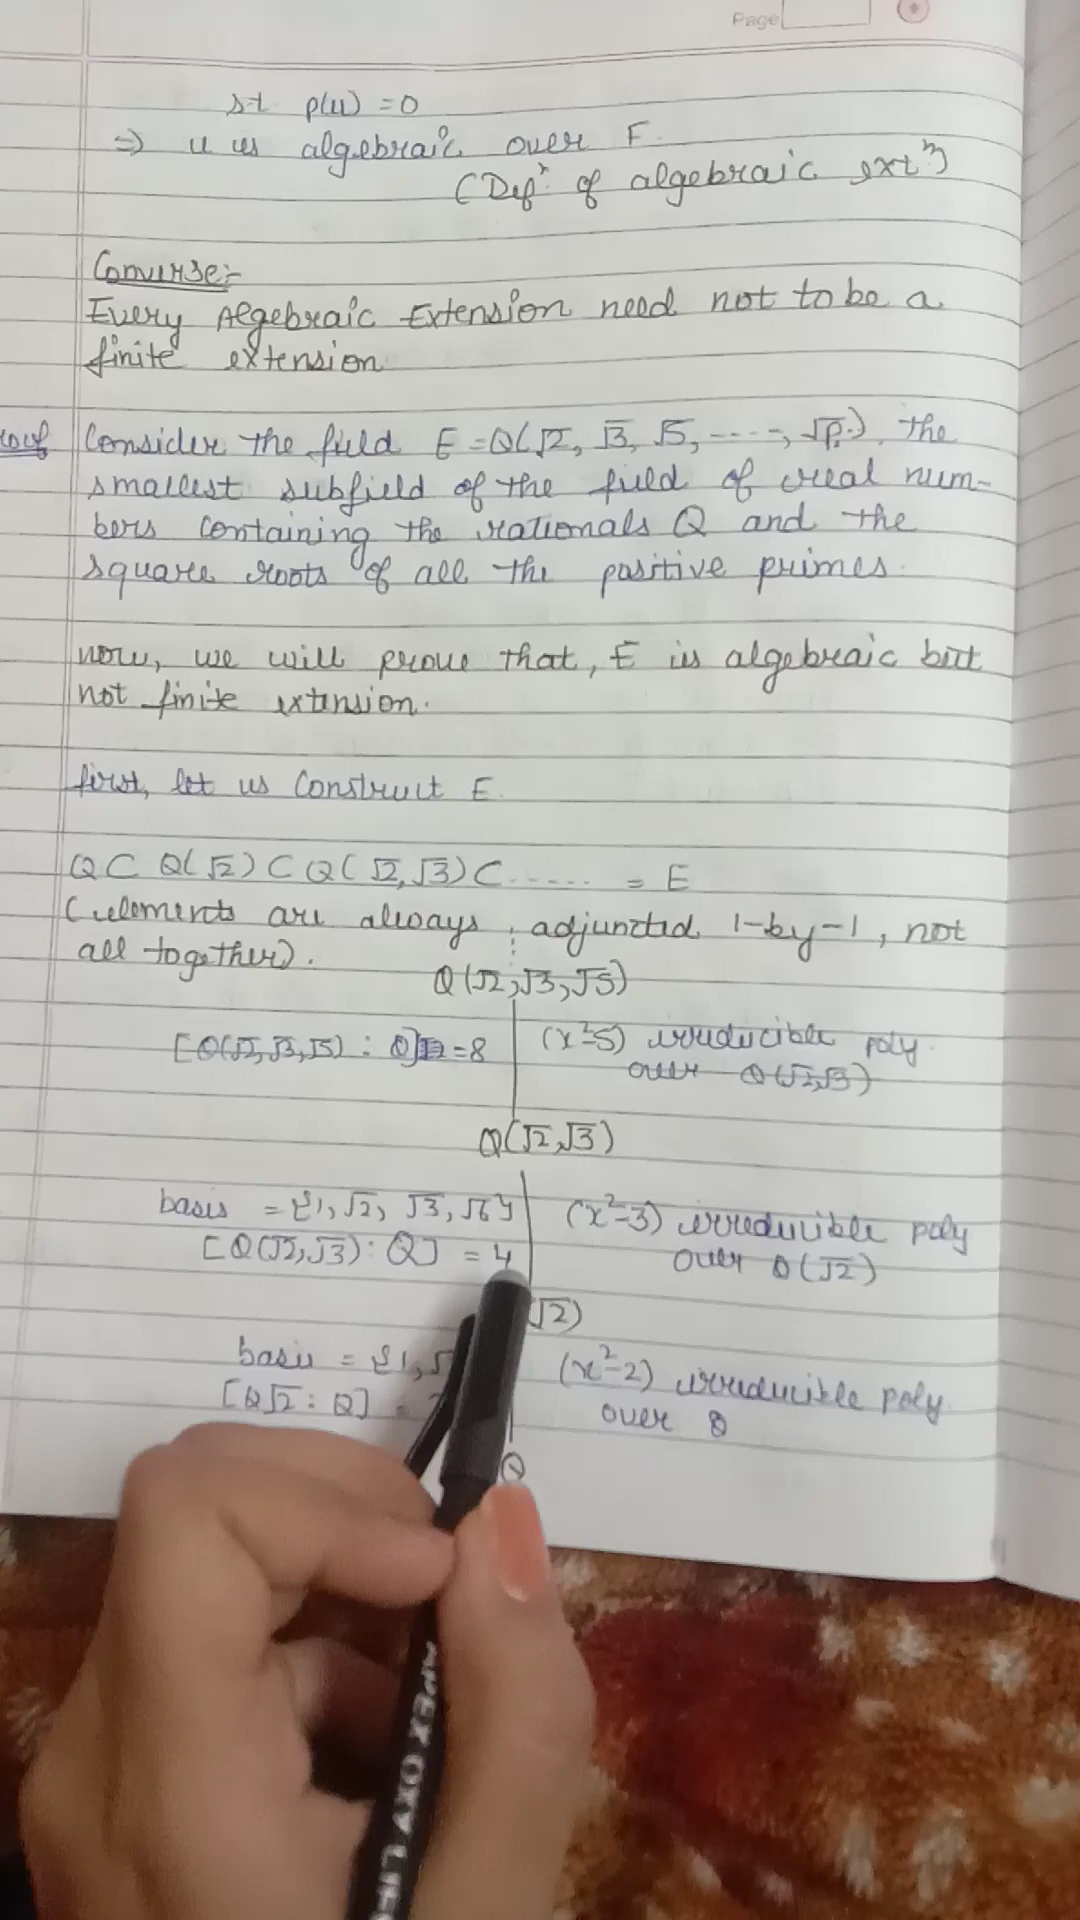 Page
s.t p(u) = 0
⇒ u is algebraic over F.
(Defⁿ of algebraic extⁿ)
Converse:-
Every Algebraic Extension need not to be a
finite extension
Consider the field E = Q(√2, √3, √5, ----, √p..). The
smallest subfield of the field of real num-
bers containing the rationals Q and the
square roots of all the positive primes.
now, we will prove that, E is algebraic but
not finite extension.
first, let us construct E.
Q ⊂ Q(√2) ⊂ Q(√2, √3) ⊂ ..... = E
(elements are always adjuncted 1-by-1, not
all together).
Q(√2, √3, √5)
[Q(√2, √3, √5) : Q] = 8
(x²-5) irreducible poly.
over Q(√2, √3)
Q(√2, √3)
basis = {1, √2, √3, √6}
[Q(√2, √3) : Q] = 4
(x²-3) irreducible poly
over Q(√2)
√2)
basis = {1, √
[Q√2 : Q] =
(x²-2) irreducible poly.
over Q
Q
APEX OXY